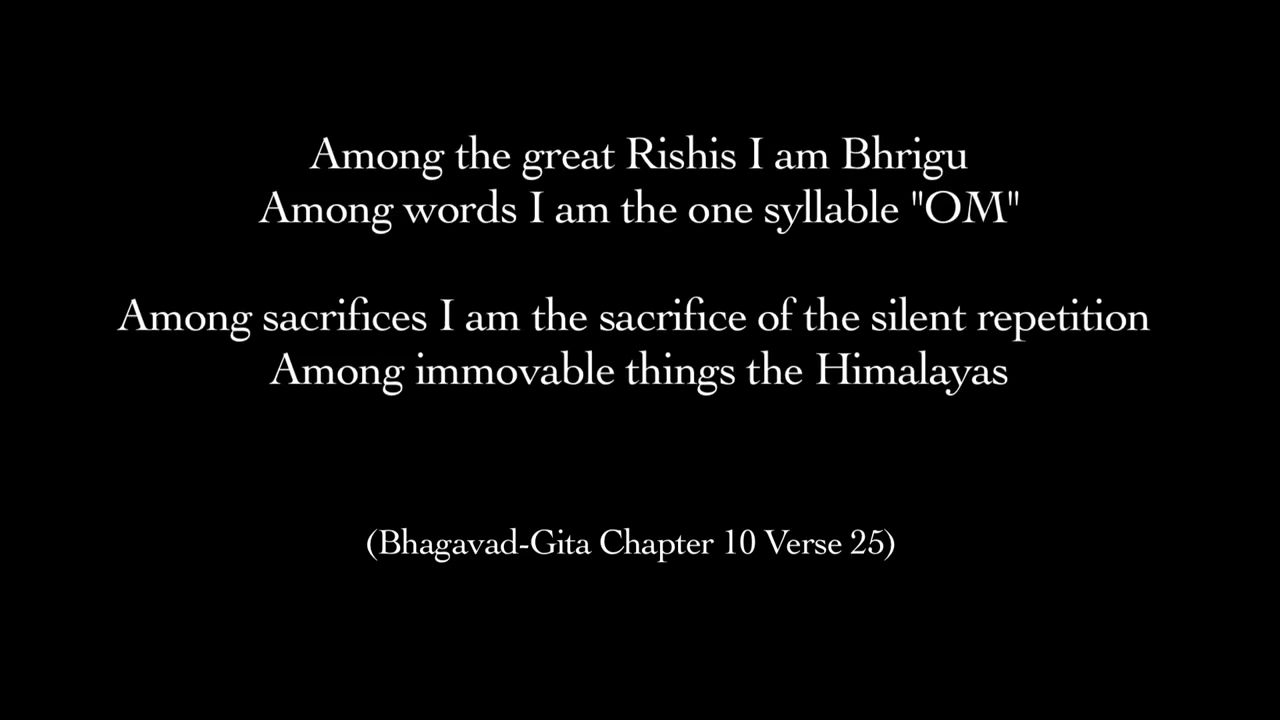 Among the great Rishis I am Bhrigu
Among words I am the one syllable "OM"
Among sacrifices I am the sacrifice of the silent repetition
Among immovable things the Himalayas
(Bhagavad-Gita Chapter 10 Verse 25)